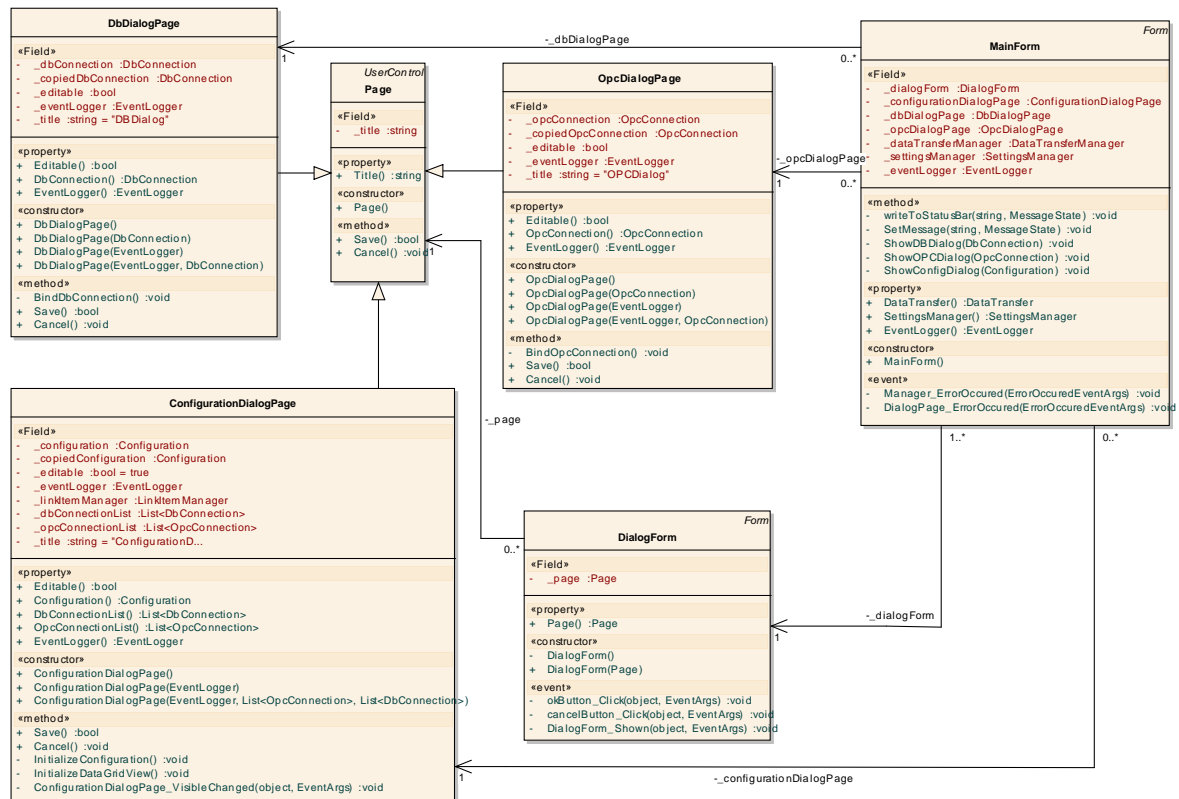 DbDialogPage
«Field»
- _dbConnection :DbConnection
- _copiedDbConnection :DbConnection
- _editable :bool
- _eventLogger :EventLogger
- _title :string = "DBDialog"
«property»
+ Editable() :bool
+ DbConnection() :DbConnection
+ EventLogger() :EventLogger
«constructor»
+ DbDialogPage()
+ DbDialogPage(DbConnection)
+ DbDialogPage(EventLogger)
+ DbDialogPage(EventLogger, DbConnection)
«method»
- BindDbConnection() :void
+ Save() :bool
+ Cancel() :void
UserControl
Page
«Field»
- _title :string
«property»
+ Title() :string
«constructor»
+ Page()
«method»
+ Save() :bool
+ Cancel() :void
OpcDialogPage
«Field»
- _opcConnection :OpcConnection
- _copiedOpcConnection :OpcConnection
- _editable :bool
- _eventLogger :EventLogger
- _title :string = "OPCDialog"
«property»
+ Editable() :bool
+ OpcConnection() :OpcConnection
+ EventLogger() :EventLogger
«constructor»
+ OpcDialogPage()
+ OpcDialogPage(OpcConnection)
+ OpcDialogPage(EventLogger)
+ OpcDialogPage(EventLogger, OpcConnection)
«method»
- BindOpcConnection() :void
+ Save() :bool
+ Cancel() :void
Form
MainForm
«Field»
- _dialogForm :DialogForm
- _configurationDialogPage :ConfigurationDialogPage
- _dbDialogPage :DbDialogPage
- _opcDialogPage :OpcDialogPage
- _dataTransferManager :DataTransferManager
- _settingsManager :SettingsManager
- _eventLogger :EventLogger
«method»
- writeToStatusBar(string, MessageState) :void
- SetMessage(string, MessageState) :void
- ShowDBDialog(DbConnection) :void
- ShowOPCDialog(OpcConnection) :void
- ShowConfigDialog(Configuration) :void
«property»
+ DataTransfer() :DataTransfer
+ SettingsManager() :SettingsManager
+ EventLogger() :EventLogger
«constructor»
+ MainForm()
«event»
- Manager_ErrorOccured(ErrorOccuredEventArgs) :void
- DialogPage_ErrorOccured(ErrorOccuredEventArgs) :void
-_dbDialogPage
1
0..*
-_opcDialogPage
1
0..*
1
-_page
0..*
1..*
0..*
-_dialogForm
1
-_configurationDialogPage
1
ConfigurationDialogPage
«Field»
- _configuration :Configuration
- _copiedConfiguration :Configuration
- _editable :bool = true
- _eventLogger :EventLogger
- _linkItemManager :LinkItemManager
- _dbConnectionList :List<DbConnection>
- _opcConnectionList :List<OpcConnection>
- _title :string = "ConfigurationD...
«property»
+ Editable() :bool
+ Configuration() :Configuration
+ DbConnectionList() :List<DbConnection>
+ OpcConnectionList() :List<OpcConnection>
+ EventLogger() :EventLogger
«constructor»
+ ConfigurationDialogPage()
+ ConfigurationDialogPage(EventLogger)
+ ConfigurationDialogPage(EventLogger, List<OpcConnection>, List<DbConnection>)
«method»
+ Save() :bool
+ Cancel() :void
- InitializeConfiguration() :void
- InitializeDataGridView() :void
- ConfigurationDialogPage_VisibleChanged(object, EventArgs) :void
Form
DialogForm
«Field»
- _page :Page
«property»
+ Page() :Page
«constructor»
- DialogForm()
+ DialogForm(Page)
«event»
- okButton_Click(object, EventArgs) :void
- cancelButton_Click(object, EventArgs) :void
- DialogForm_Shown(object, EventArgs) :void